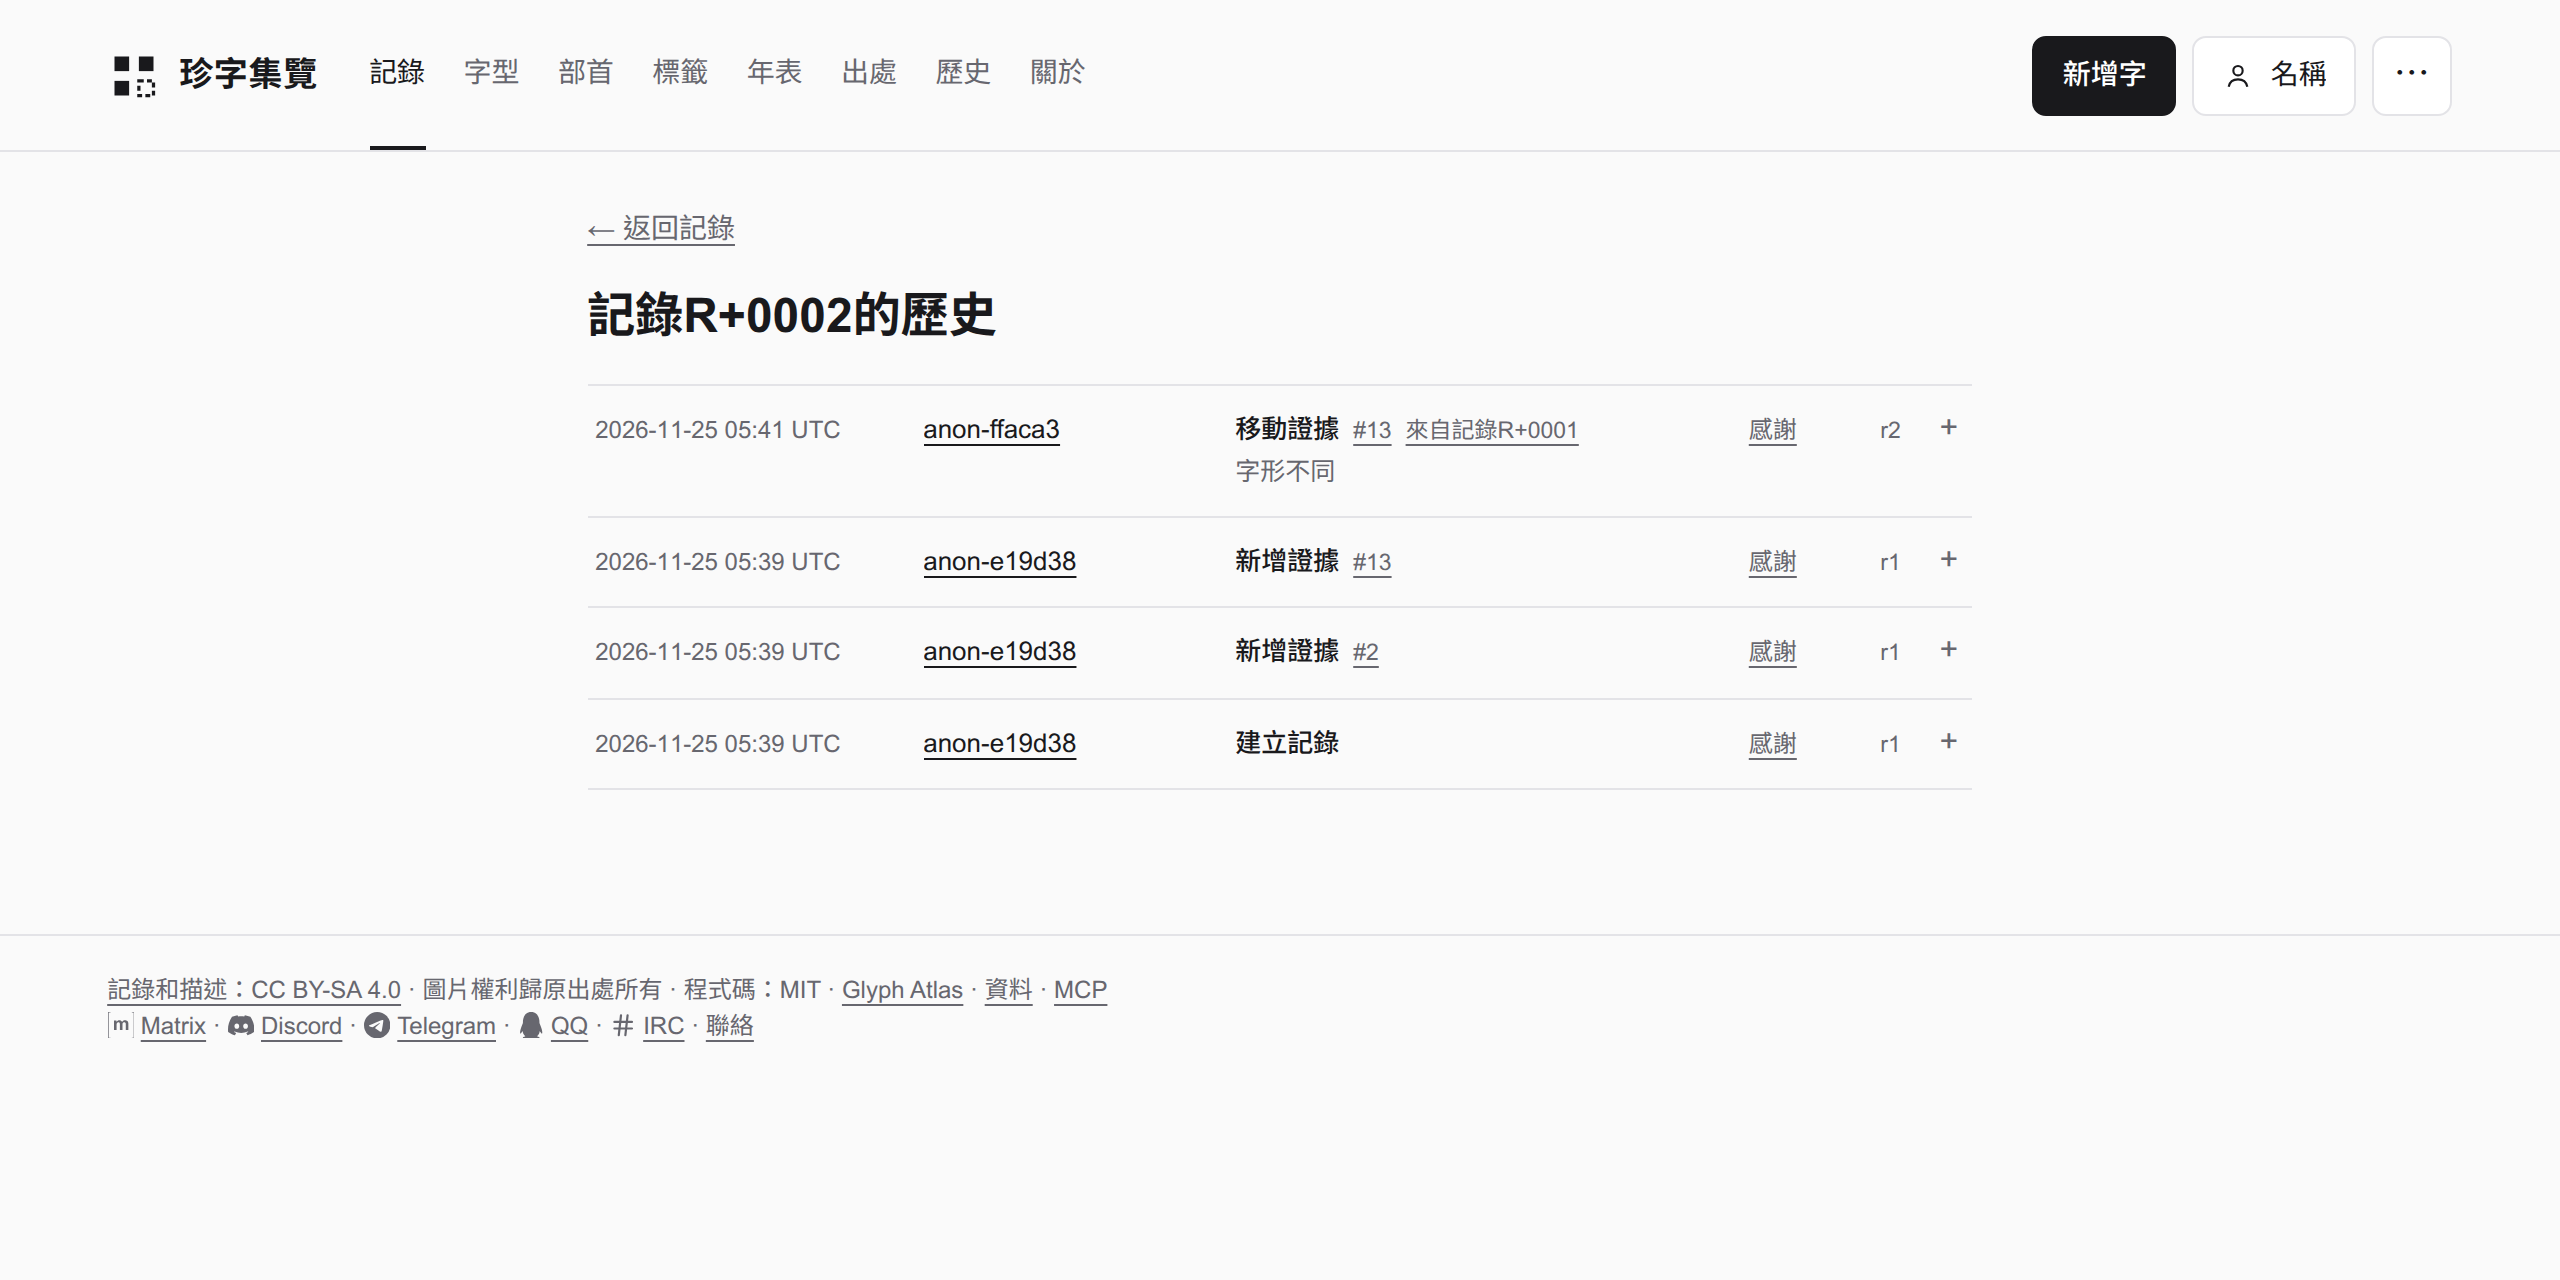 珍字集覽 記錄 字型 部首 標籤 年表 出處 歷史 關於 新增字 名稱 ···
← 返回記錄
記錄R+0002的歷史
2026-11-25 05:41 UTC anon-ffaca3 移動證據 #13 來自記錄R+0001 感謝 r2 +
字形不同
2026-11-25 05:39 UTC anon-e19d38 新增證據 #13 感謝 r1 +
2026-11-25 05:39 UTC anon-e19d38 新增證據 #2 感謝 r1 +
2026-11-25 05:39 UTC anon-e19d38 建立記錄 感謝 r1 +
記錄和描述：CC BY-SA 4.0 · 圖片權利歸原出處所有 · 程式碼：MIT · Glyph Atlas · 資料 · MCP
[m] Matrix · Discord · Telegram · QQ · # IRC · 聯絡